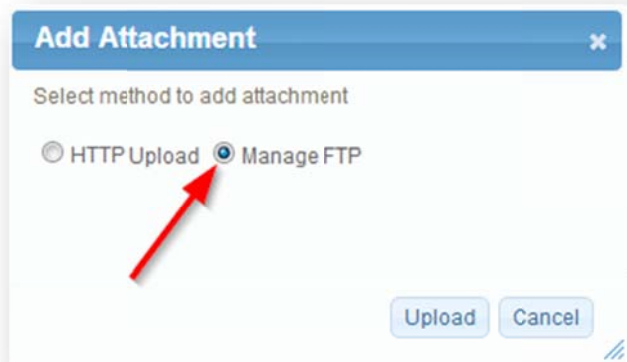 Add Attachment
Select method to add attachment
HTTP Upload Manage FTP
Upload Cancel